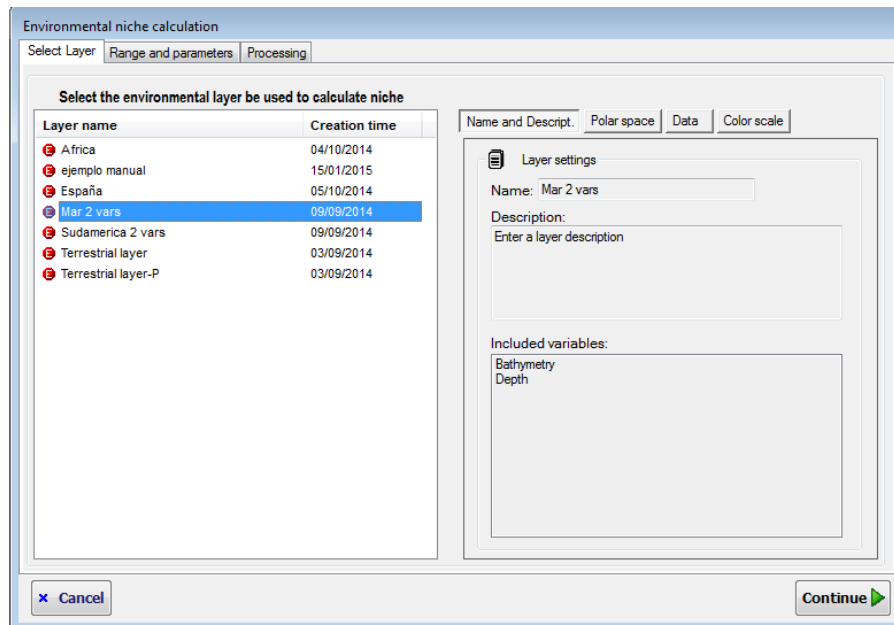 Environmental niche calculation
Select Layer Range and parameters Processing
Select the environmental layer be used to calculate niche
Layer name Creation time
Africa 04/10/2014
ejemplo manual 15/01/2015
España 05/10/2014
Mar 2 vars 09/09/2014
Sudamerica 2 vars 09/09/2014
Terrestrial layer 03/09/2014
Terrestrial layer-P 03/09/2014
Name and Descript. Polar space Data Color scale
Layer settings
Name: Mar 2 vars
Description:
Enter a layer description
Included variables:
Bathymetry
Depth
Cancel
Continue